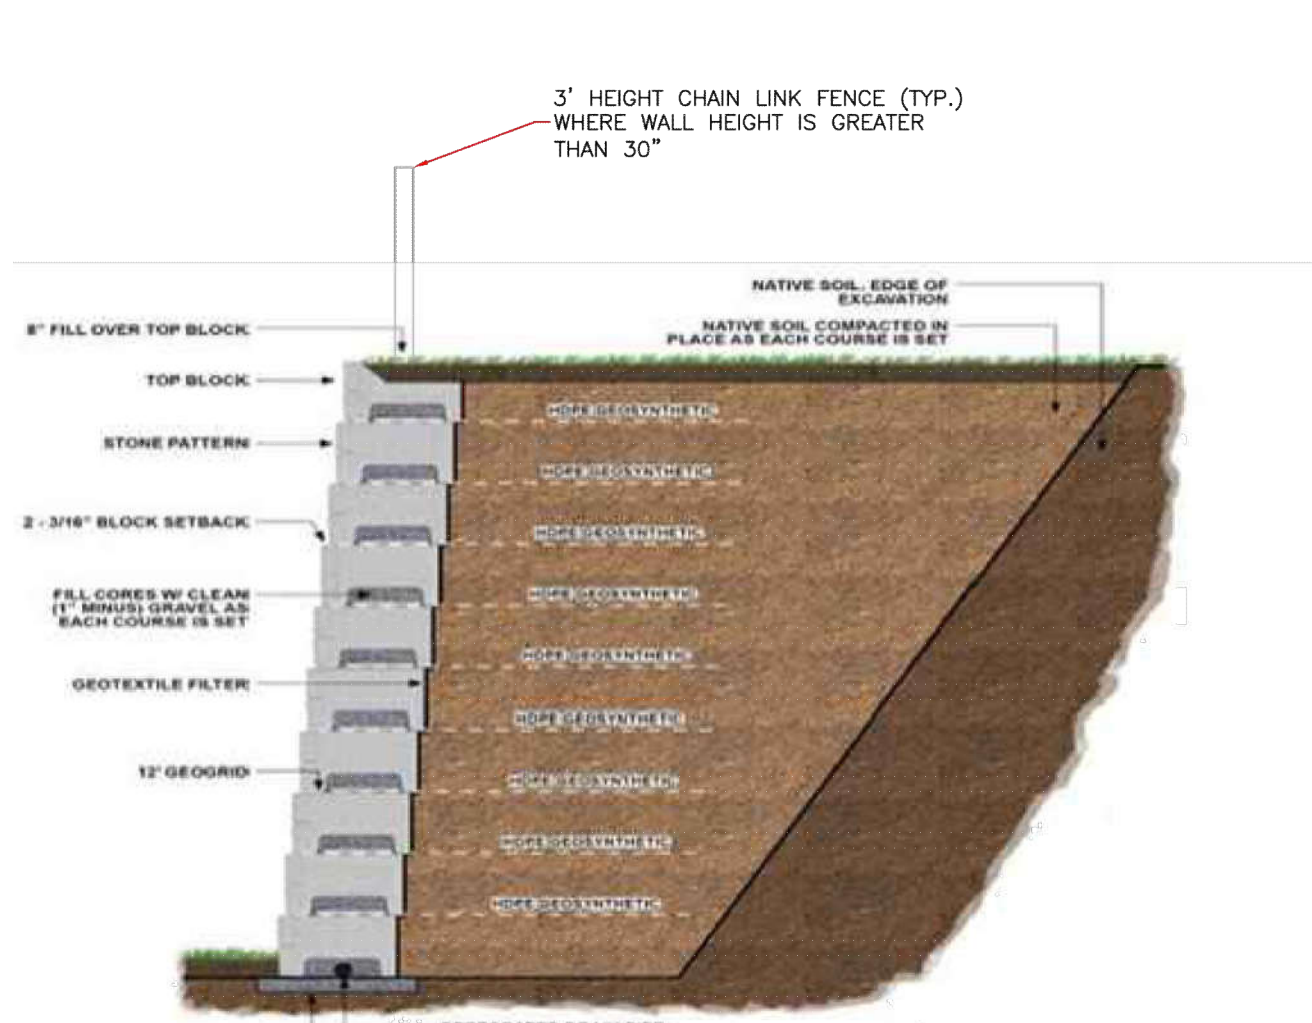 3' HEIGHT CHAIN LINK FENCE (TYP.)
WHERE WALL HEIGHT IS GREATER
THAN 30"
NATIVE SOIL, EDGE OF
EXCAVATION
8" FILL OVER TOP BLOCK
NATIVE SOIL COMPACTED IN
PLACE AS EACH COURSE IS SET
TOP BLOCK
HDPE GEOSYNTHETIC
STONE PATTERN
HDPE GEOSYNTHETIC
2 - 3/16" BLOCK SETBACK
HDPE GEOSYNTHETIC
FILL CORES W/ CLEAN
(1" MINUS) GRAVEL AS
EACH COURSE IS SET
HDPE GEOSYNTHETIC
HDPE GEOSYNTHETIC
GEOTEXTILE FILTER
HDPE GEOSYNTHETIC
12' GEOGRID
HDPE GEOSYNTHETIC
HDPE GEOSYNTHETIC
HDPE GEOSYNTHETIC